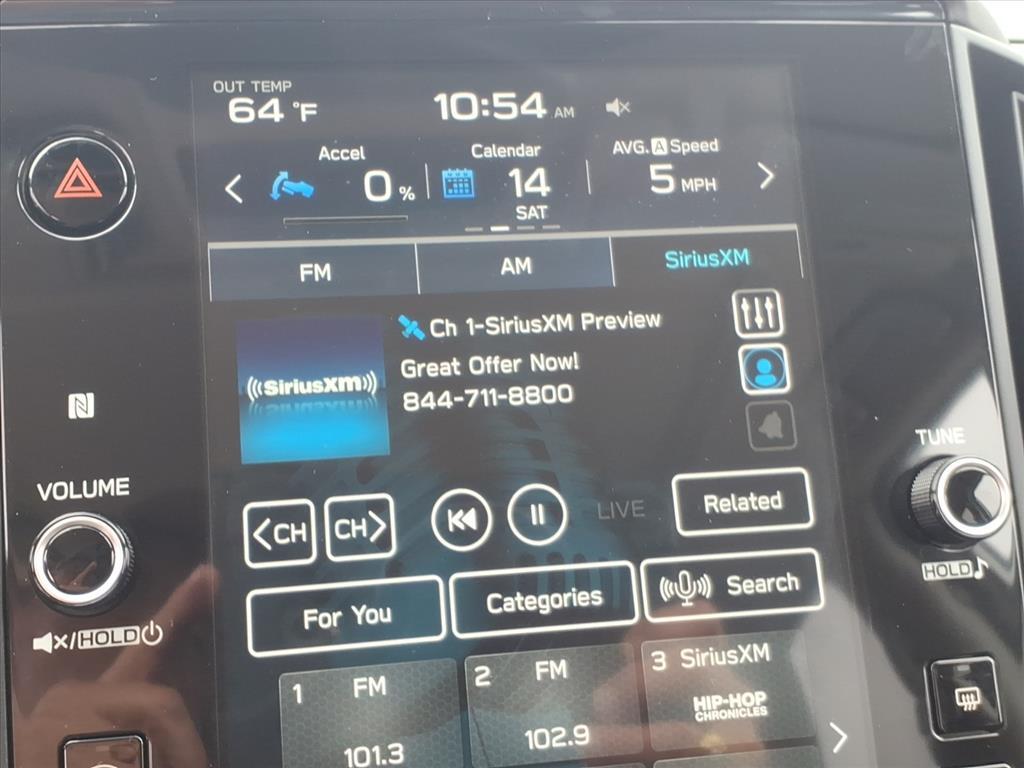 OUT TEMP
64 °F
10:54 AM
Accel
0 %
Calendar
14
SAT
AVG. A Speed
5 MPH
FM
AM
SiriusXM
SiriusXM
Ch 1-SiriusXM Preview
Great Offer Now!
844-711-8800
VOLUME
TUNE
<CH
CH>
LIVE
Related
HOLD
For You
Categories
Search
/HOLD
1 FM
101.3
2 FM
102.9
3 SiriusXM
HIP-HOP
CHRONICLES